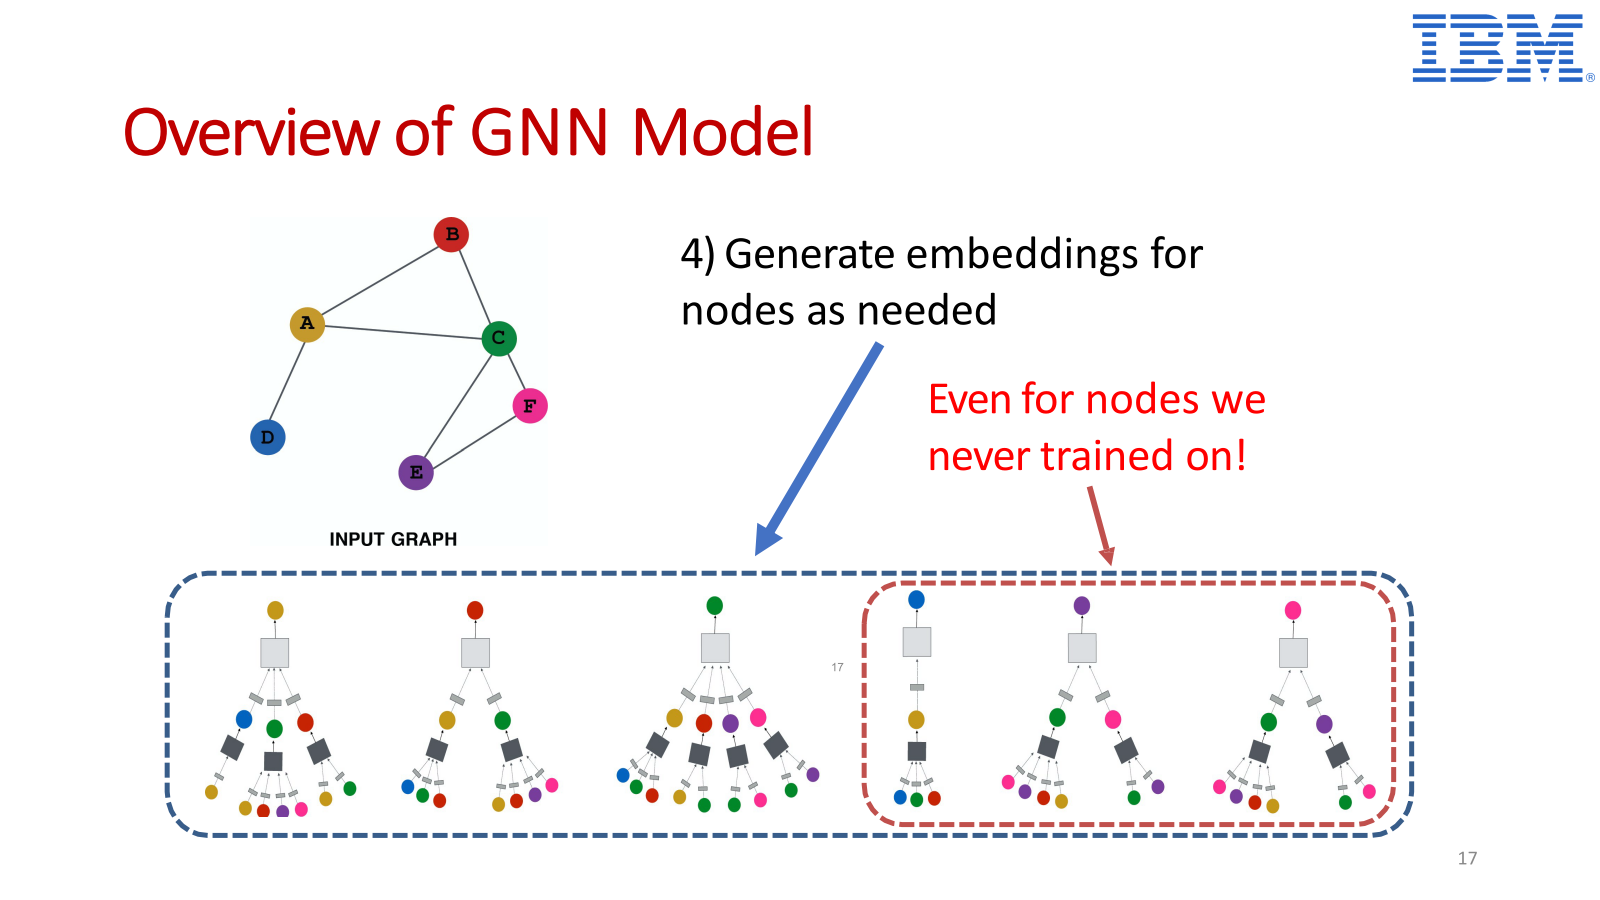 IBM®
Overview of GNN Model
B
A
C
F
D
E
INPUT GRAPH
4) Generate embeddings for
nodes as needed
Even for nodes we
never trained on!
17
17